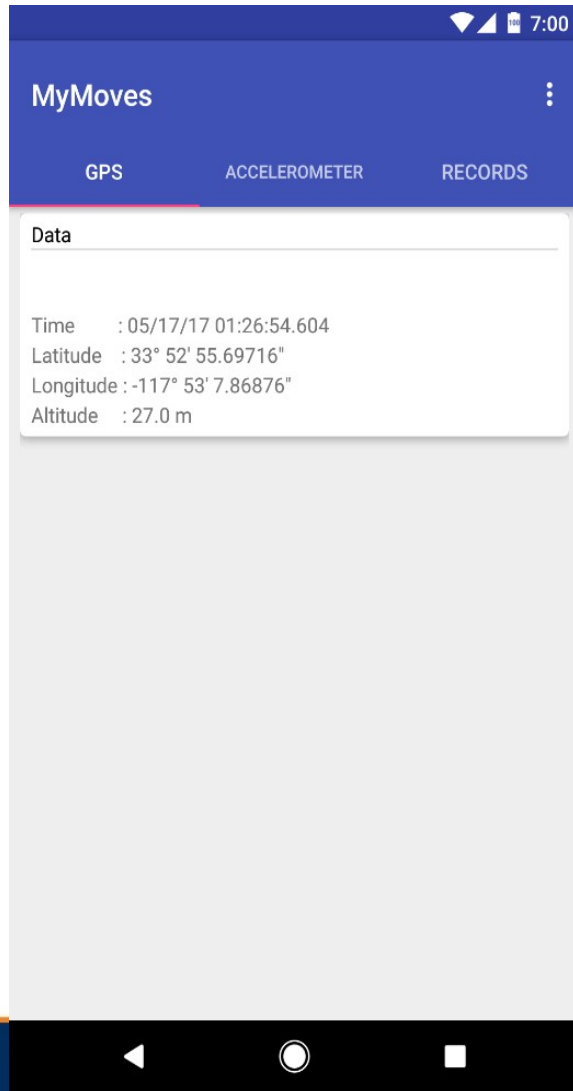 100 7:00
MyMoves
GPS ACCELEROMETER RECORDS
Data
Time : 05/17/17 01:26:54.604
Latitude : 33° 52' 55.69716"
Longitude : -117° 53' 7.86876"
Altitude : 27.0 m